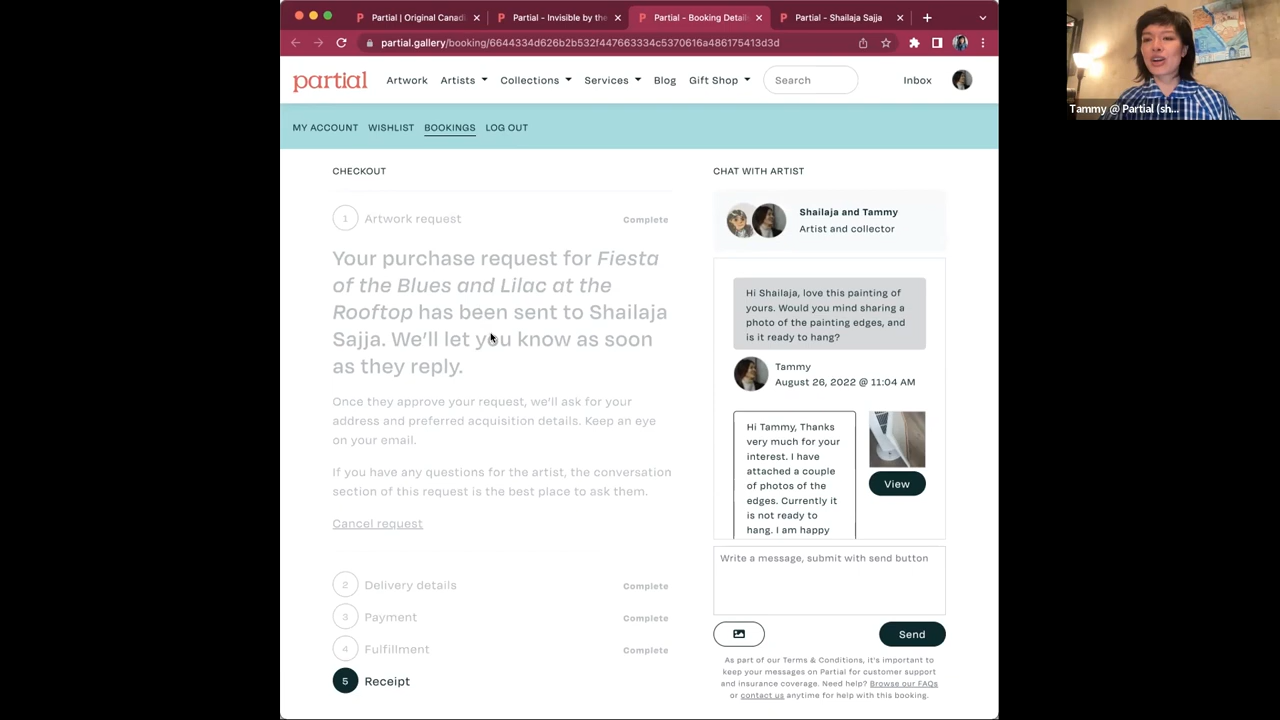 Partial | Original Canadi
Partial - Invisible by the
Partial - Booking Detail
Partial - Shailaja Sajja
partial.gallery/booking/6644334d626b2b532f447663334c5370616a486175413d3d
partial
Artwork
Artists
Collections
Services
Blog
Gift Shop
Search
Inbox
MY ACCOUNT
WISHLIST
BOOKINGS
LOG OUT
CHECKOUT
1 Artwork request Complete
Your purchase request for Fiesta
of the Blues and Lilac at the
Rooftop has been sent to Shailaja
Sajja. We'll let you know as soon
as they reply.
Once they approve your request, we'll ask for your
address and preferred acquisition details. Keep an eye
on your email.
If you have any questions for the artist, the conversation
section of this request is the best place to ask them.
Cancel request
2 Delivery details Complete
3 Payment Complete
4 Fulfillment Complete
5 Receipt
CHAT WITH ARTIST
Shailaja and Tammy
Artist and collector
Hi Shailaja, love this painting of
yours. Would you mind sharing a
photo of the painting edges, and
is it ready to hang?
Tammy
August 26, 2022 @ 11:04 AM
Hi Tammy, Thanks
very much for your
interest. I have
attached a couple
of photos of the
edges. Currently it
is not ready to
hang. I am happy
View
Write a message, submit with send button
Send
As part of our Terms & Conditions, it's important to
keep your messages on Partial for customer support
and insurance coverage. Need help? Browse our FAQs
or contact us anytime for help with this booking.
Tammy @ Partial (sh...